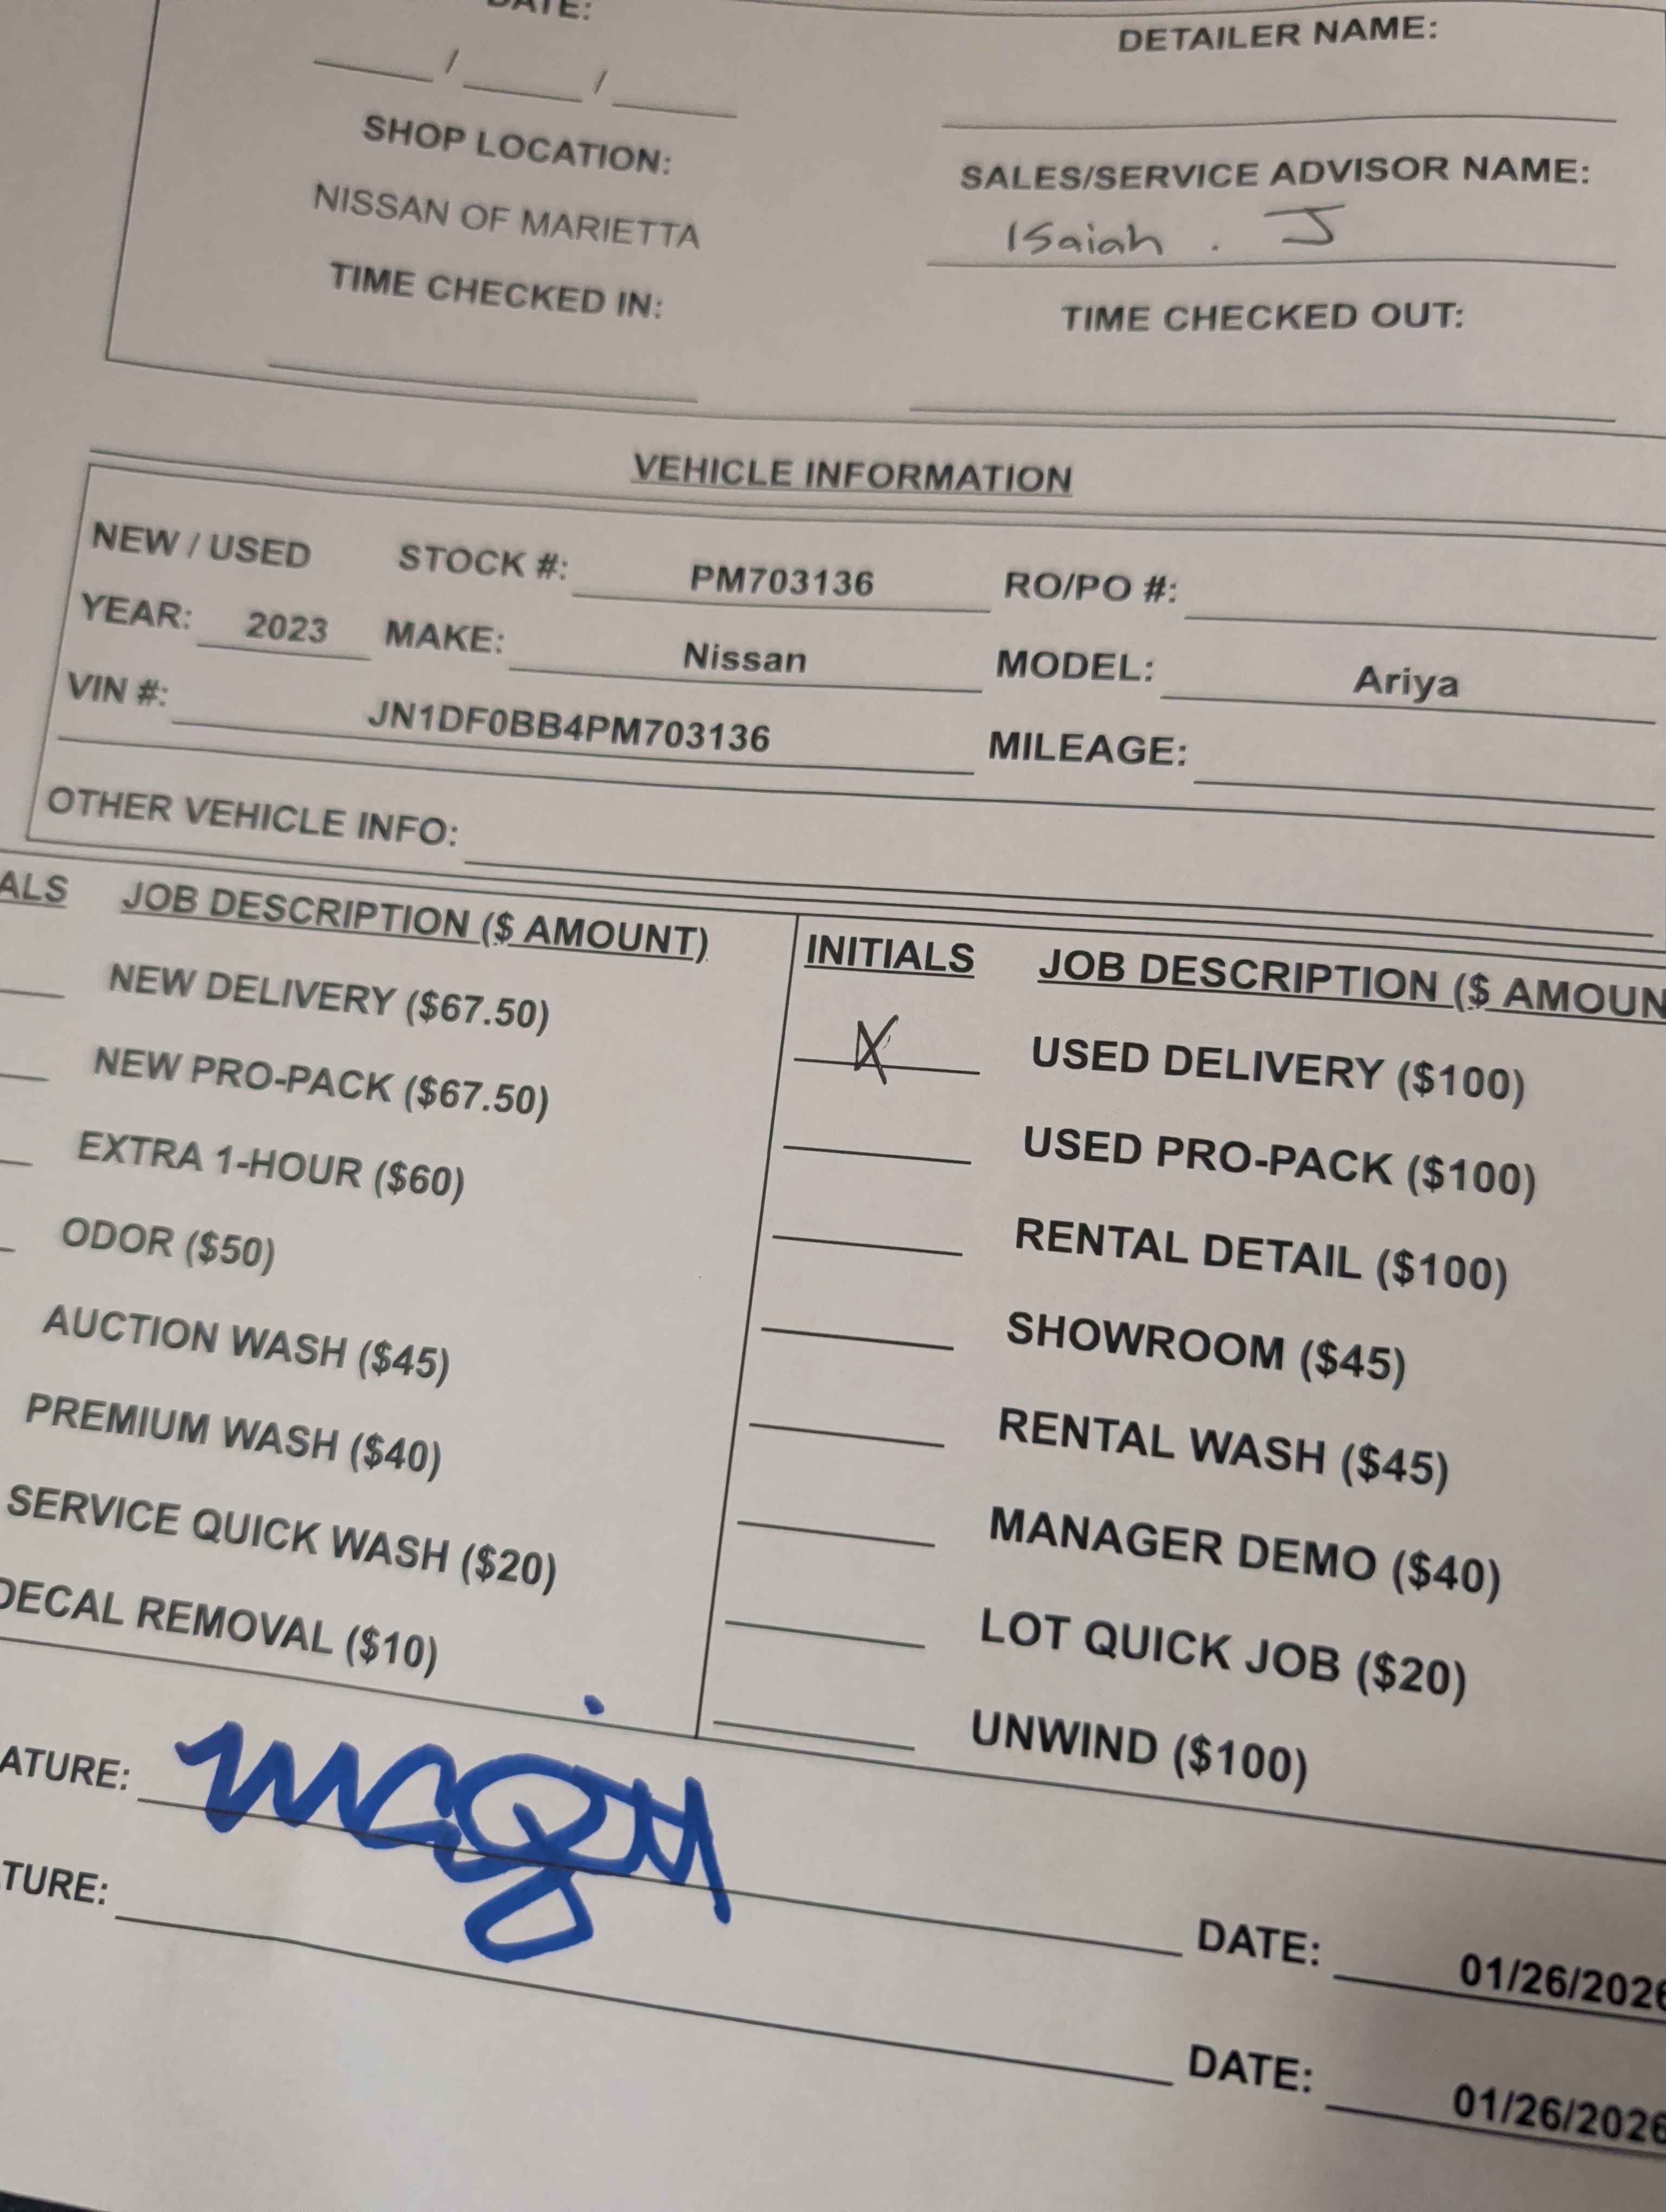 DATE:
DETAILER NAME:
/ /
SHOP LOCATION:
SALES/SERVICE ADVISOR NAME:
NISSAN OF MARIETTA
Isaiah . J
TIME CHECKED IN:
TIME CHECKED OUT:
VEHICLE INFORMATION
NEW / USED STOCK #: PM703136 RO/PO #:
YEAR: 2023 MAKE: Nissan MODEL: Ariya
VIN #: JN1DF0BB4PM703136 MILEAGE:
OTHER VEHICLE INFO:
ALS JOB DESCRIPTION ($ AMOUNT)
NEW DELIVERY ($67.50)
NEW PRO-PACK ($67.50)
EXTRA 1-HOUR ($60)
ODOR ($50)
AUCTION WASH ($45)
PREMIUM WASH ($40)
SERVICE QUICK WASH ($20)
DECAL REMOVAL ($10)
INITIALS JOB DESCRIPTION ($ AMOUN
X USED DELIVERY ($100)
USED PRO-PACK ($100)
RENTAL DETAIL ($100)
SHOWROOM ($45)
RENTAL WASH ($45)
MANAGER DEMO ($40)
LOT QUICK JOB ($20)
UNWIND ($100)
ATURE: DATE: 01/26/2026
TURE: DATE: 01/26/2026